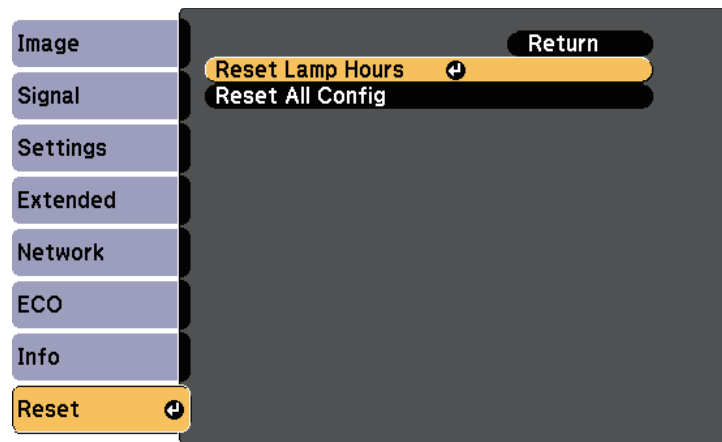 Image
Signal
Settings
Extended
Network
ECO
Info
Reset
Return
Reset Lamp Hours
Reset All Config